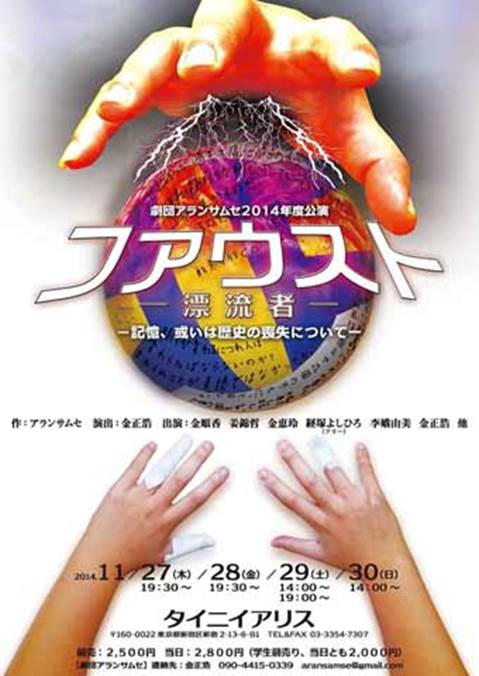 劇団アランサムセ2014年度公演
ファウスト
― 漂流者 ―
―記憶、或いは歴史の喪失について―
作：アランサムセ 演出：金正浩 出演：金順香 姜錦哲 金恵玲 経塚よしひろ 李娥由美 金正浩 他
(フリー)
2014.11/27(木)/28(金)/29(土)/30(日)
19:30～ 19:30～ 14:00～ 14:00～
19:00～
タイニイアリス
〒160-0022 東京都新宿区新宿 2-13-6-B1 TEL&FAX 03-3354-7307
前売：2,500円 当日：2,800円（学生前売り、当日とも2,000円）
【劇団アランサムセ】連絡先：金正浩 090-4415-0339 aransamse@gmail.com